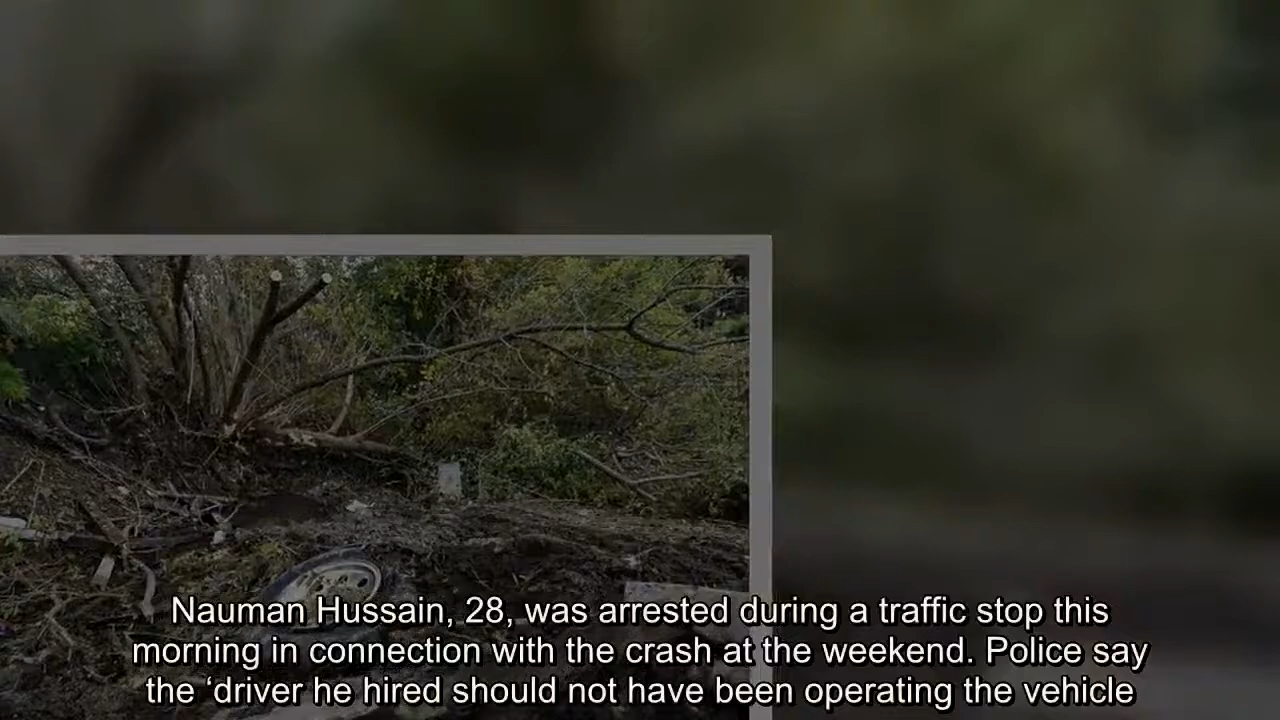 Nauman Hussain, 28, was arrested during a traffic stop this
morning in connection with the crash at the weekend. Police say
the ‘driver he hired should not have been operating the vehicle